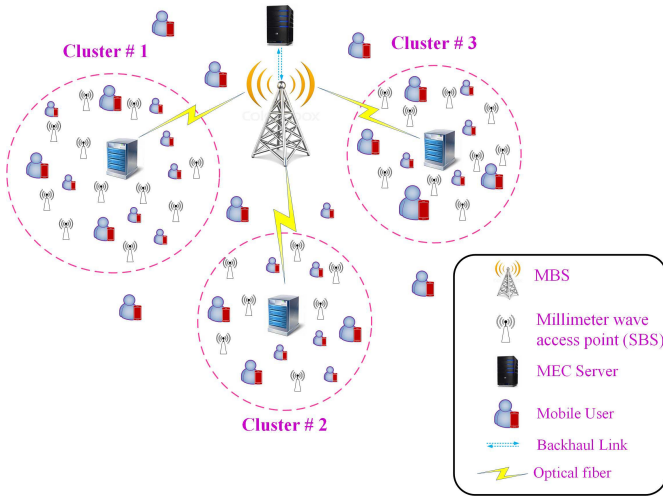 Cluster # 1
Cluster # 3
Cluster # 2
MBS
Millimeter wave
access point (SBS)
MEC Server
Mobile User
Backhaul Link
Optical fiber